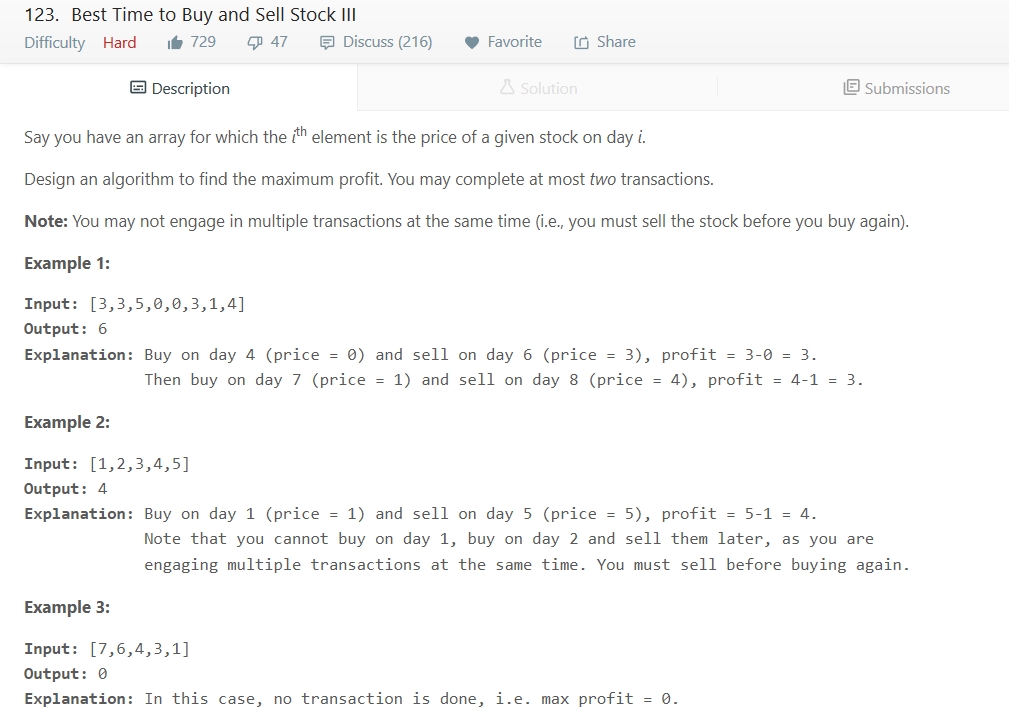 123. Best Time to Buy and Sell Stock III
Difficulty Hard 729 47 Discuss (216) Favorite Share
Description Solution Submissions
Say you have an array for which the ith element is the price of a given stock on day i.
Design an algorithm to find the maximum profit. You may complete at most two transactions.
Note: You may not engage in multiple transactions at the same time (i.e., you must sell the stock before you buy again).
Example 1:
Input: [3,3,5,0,0,3,1,4]
Output: 6
Explanation: Buy on day 4 (price = 0) and sell on day 6 (price = 3), profit = 3-0 = 3.
Then buy on day 7 (price = 1) and sell on day 8 (price = 4), profit = 4-1 = 3.
Example 2:
Input: [1,2,3,4,5]
Output: 4
Explanation: Buy on day 1 (price = 1) and sell on day 5 (price = 5), profit = 5-1 = 4.
Note that you cannot buy on day 1, buy on day 2 and sell them later, as you are
engaging multiple transactions at the same time. You must sell before buying again.
Example 3:
Input: [7,6,4,3,1]
Output: 0
Explanation: In this case, no transaction is done, i.e. max profit = 0.